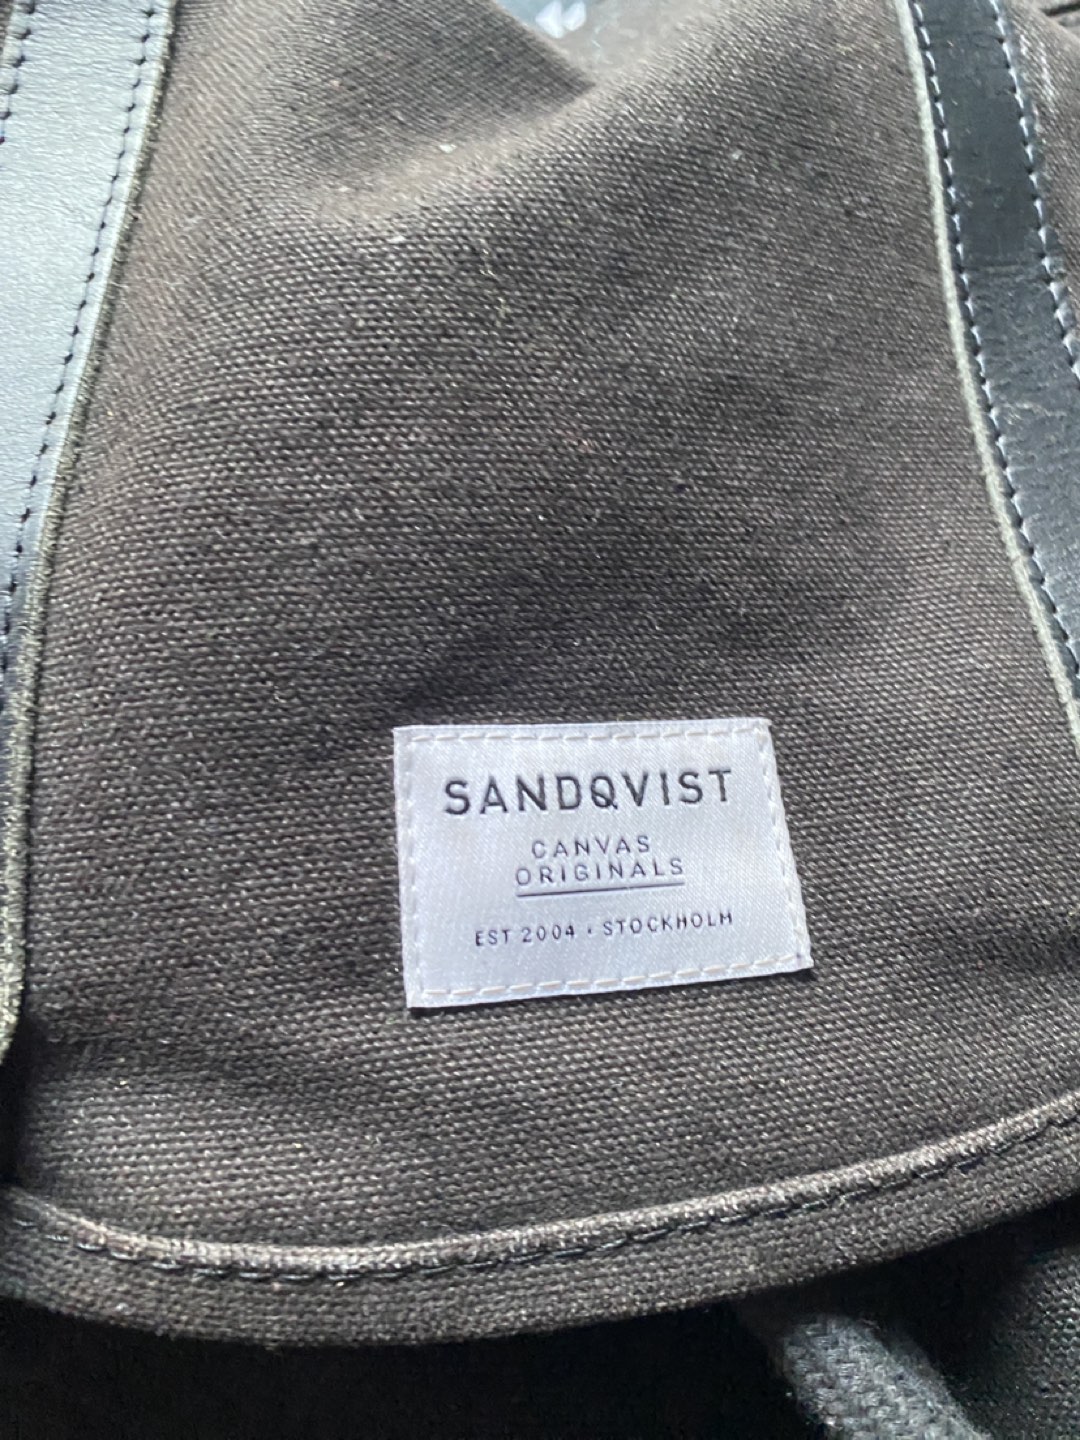 SANDQVIST
CANVAS
ORIGINALS
EST 2004 · STOCKHOLM